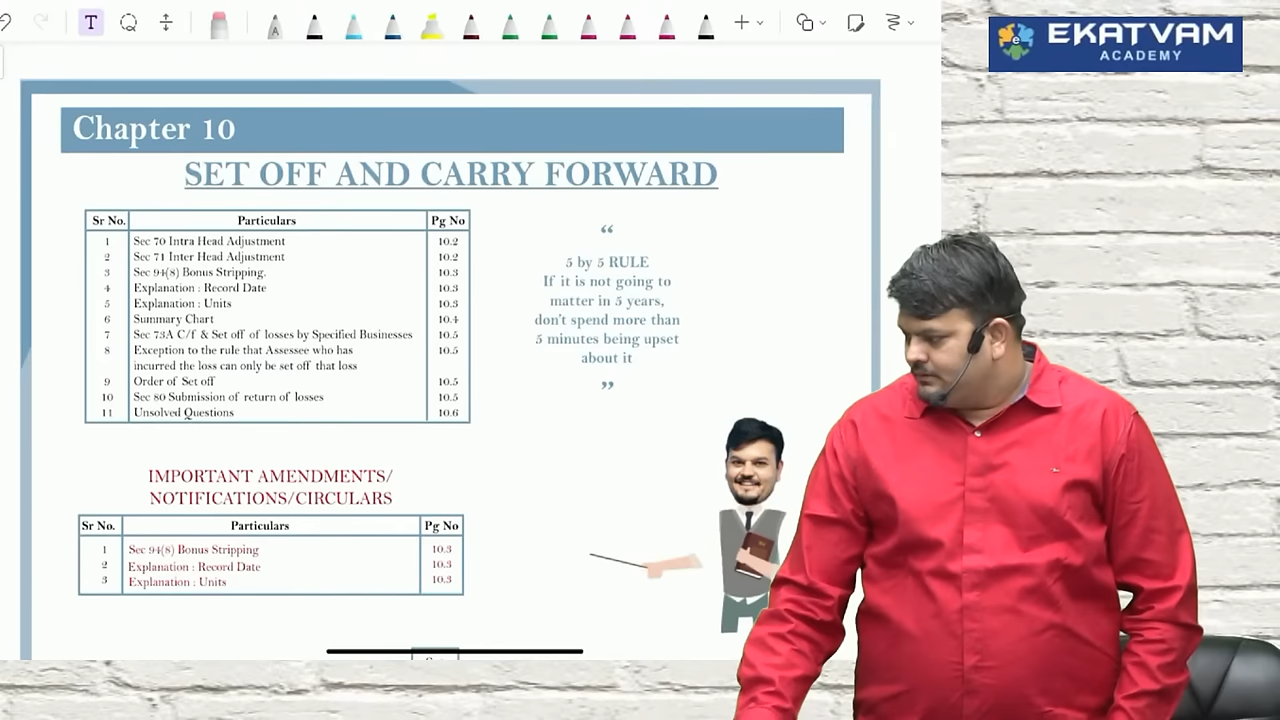 EKATVAM
ACADEMY
Chapter 10
SET OFF AND CARRY FORWARD
Sr No. Particulars Pg No
1 Sec 70 Intra Head Adjustment 10.2
2 Sec 71 Inter Head Adjustment 10.2
3 Sec 94(8) Bonus Stripping. 10.3
4 Explanation : Record Date 10.3
5 Explanation : Units 10.3
6 Summary Chart 10.4
7 Sec 73A C/f & Set off of losses by Specified Businesses 10.5
8 Exception to the rule that Assessee who has 10.5
incurred the loss can only be set off that loss
9 Order of Set off 10.5
10 Sec 80 Submission of return of losses 10.5
11 Unsolved Questions 10.6
“
5 by 5 RULE
If it is not going to
matter in 5 years,
don't spend more than
5 minutes being upset
about it
”
IMPORTANT AMENDMENTS/
NOTIFICATIONS/CIRCULARS
Sr No. Particulars Pg No
1 Sec 94(8) Bonus Stripping 10.3
2 Explanation : Record Date 10.3
3 Explanation : Units 10.3